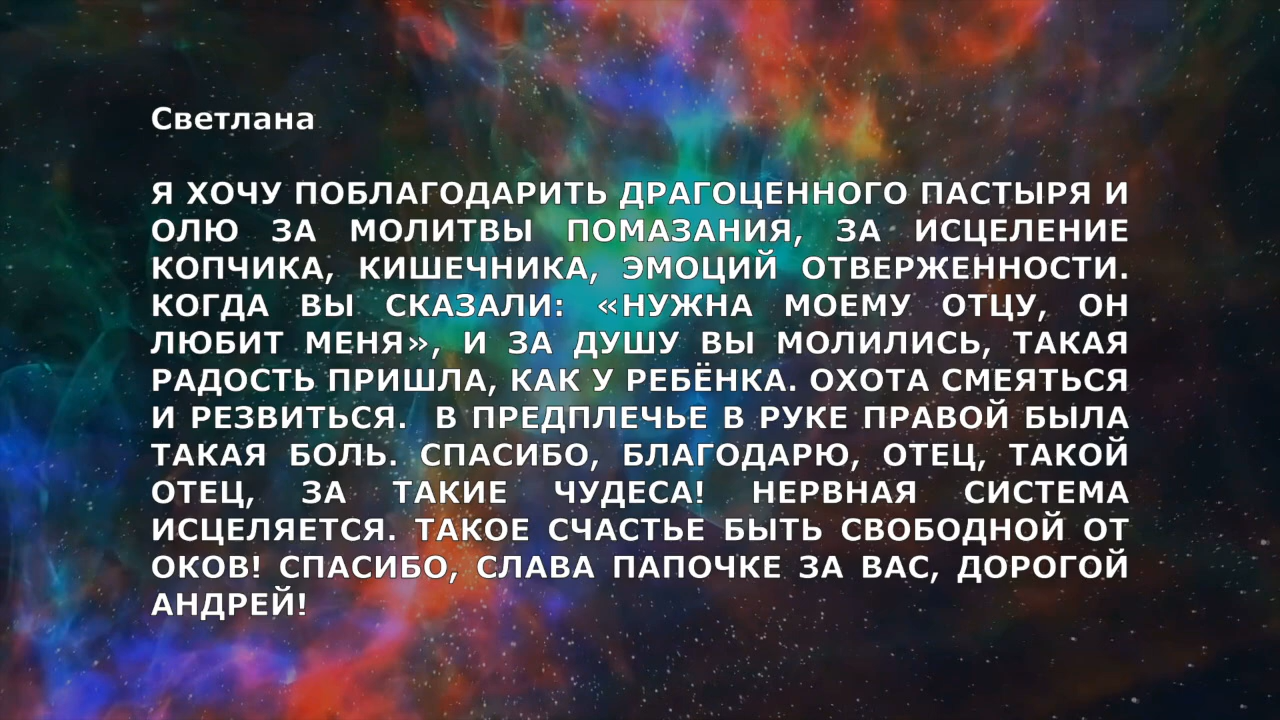 Светлана
Я ХОЧУ ПОБЛАГОДАРИТЬ ДРАГОЦЕННОГО ПАСТЫРЯ И
ОЛЮ ЗА МОЛИТВЫ ПОМАЗАНИЯ, ЗА ИСЦЕЛЕНИЕ
КОПЧИКА, КИШЕЧНИКА, ЭМОЦИЙ ОТВЕРЖЕННОСТИ.
КОГДА ВЫ СКАЗАЛИ: «НУЖНА МОЕМУ ОТЦУ, ОН
ЛЮБИТ МЕНЯ», И ЗА ДУШУ ВЫ МОЛИЛИСЬ, ТАКАЯ
РАДОСТЬ ПРИШЛА, КАК У РЕБЁНКА. ОХОТА СМЕЯТЬСЯ
И РЕЗВИТЬСЯ. В ПРЕДПЛЕЧЬЕ В РУКЕ ПРАВОЙ БЫЛА
ТАКАЯ БОЛЬ. СПАСИБО, БЛАГОДАРЮ, ОТЕЦ, ТАКОЙ
ОТЕЦ, ЗА ТАКИЕ ЧУДЕСА! НЕРВНАЯ СИСТЕМА
ИСЦЕЛЯЕТСЯ. ТАКОЕ СЧАСТЬЕ БЫТЬ СВОБОДНОЙ ОТ
ОКОВ! СПАСИБО, СЛАВА ПАПОЧКЕ ЗА ВАС, ДОРОГОЙ
АНДРЕЙ!